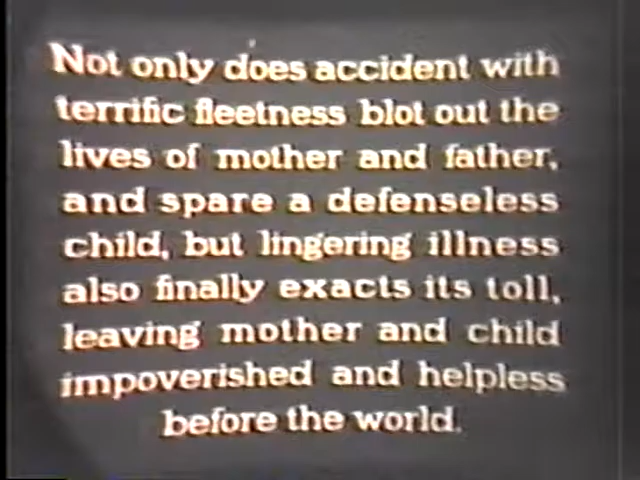 Not only does accident with
terrific fleetness blot out the
lives of mother and father,
and spare a defenseless
child, but lingering illness
also finally exacts its toll,
leaving mother and child
impoverished and helpless
before the world.